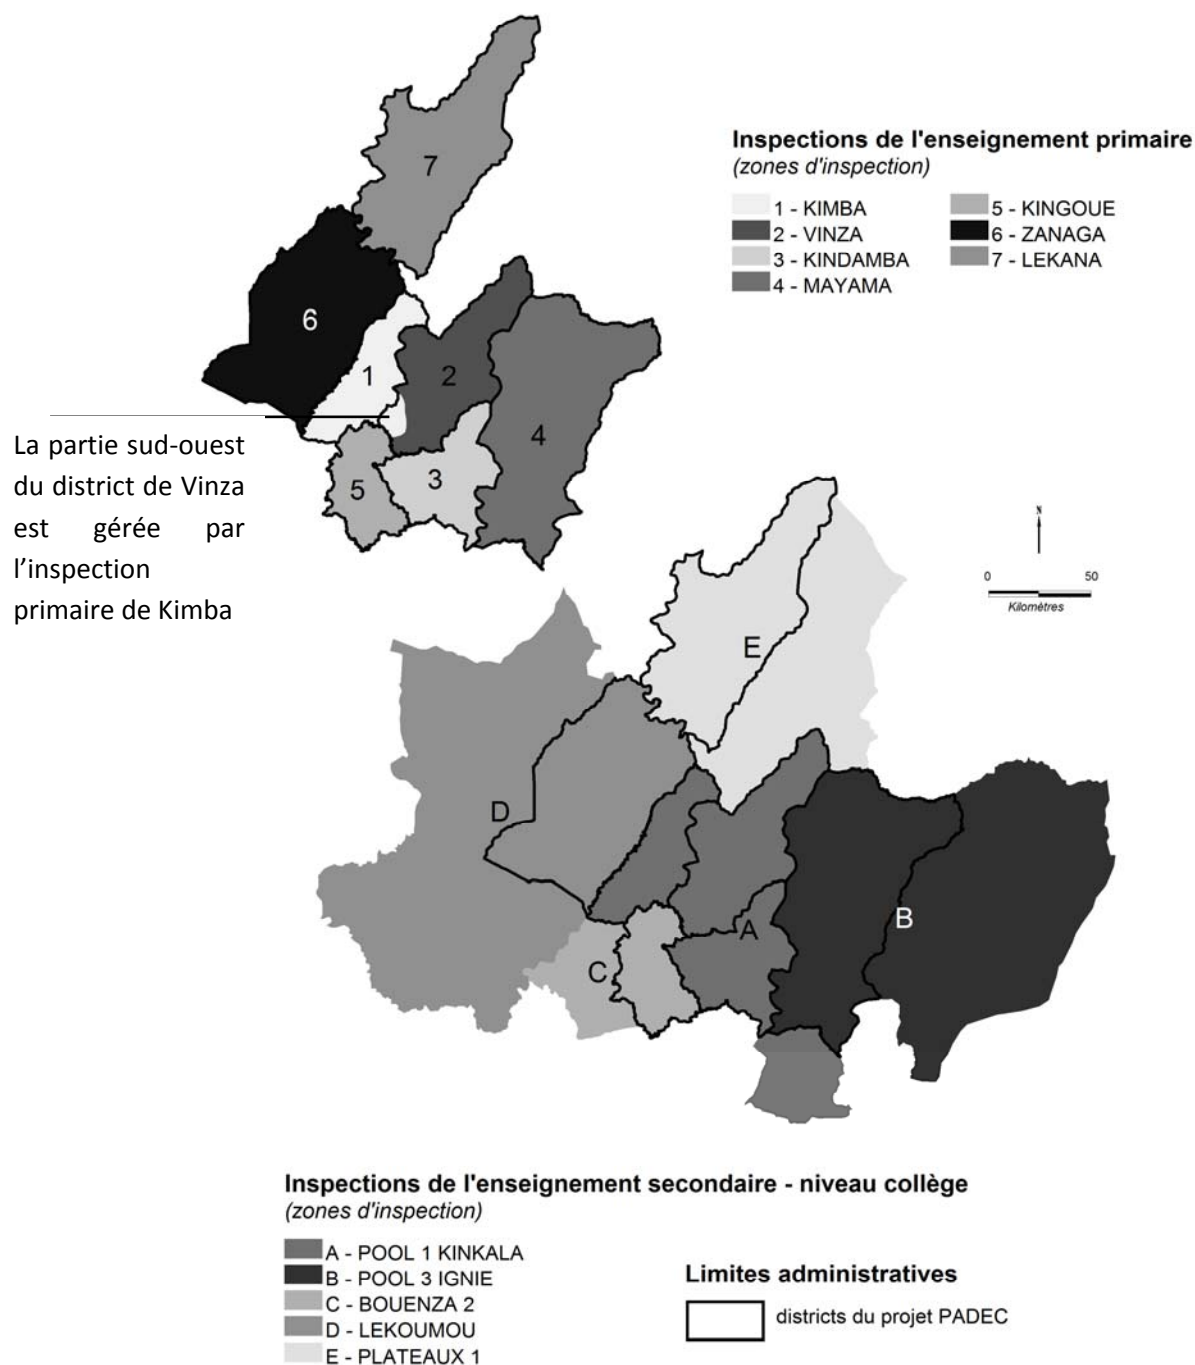 7
Inspections de l'enseignement primaire
(zones d'inspection)
1 - KIMBA
2 - VINZA
3 - KINDAMBA
4 - MAYAMA
5 - KINGOUE
6 - ZANAGA
7 - LEKANA
6
1
2
4
3
5
La partie sud-ouest
du district de Vinza
est gérée par
l’inspection
primaire de Kimba
N
0 50
Kilomètres
E
D
B
A
C
Inspections de l'enseignement secondaire - niveau collège
(zones d'inspection)
A - POOL 1 KINKALA
B - POOL 3 IGNIE
C - BOUENZA 2
D - LEKOUMOU
E - PLATEAUX 1
Limites administratives
districts du projet PADEC